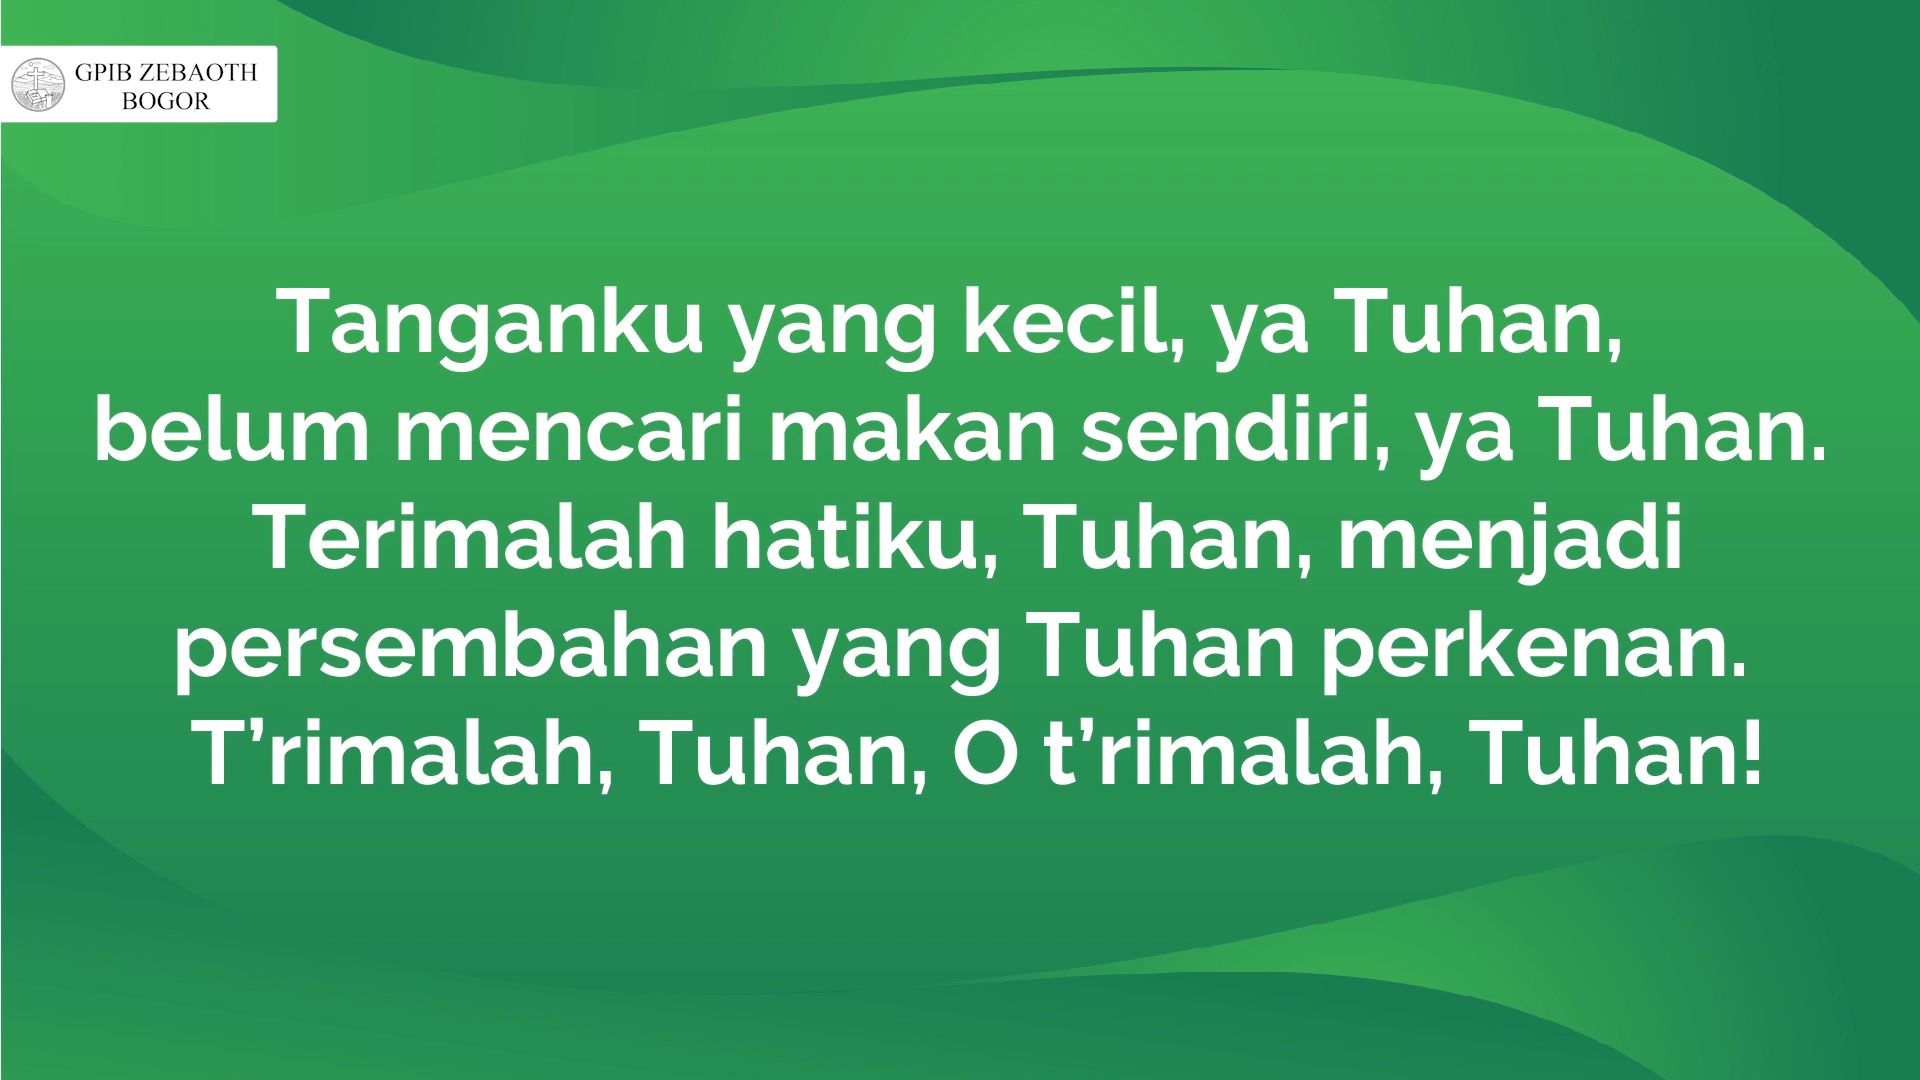 GPIB ZEBAOTH
BOGOR
Tanganku yang kecil, ya Tuhan,
belum mencari makan sendiri, ya Tuhan.
Terimalah hatiku, Tuhan, menjadi
persembahan yang Tuhan perkenan.
T’rimalah, Tuhan, O t’rimalah, Tuhan!